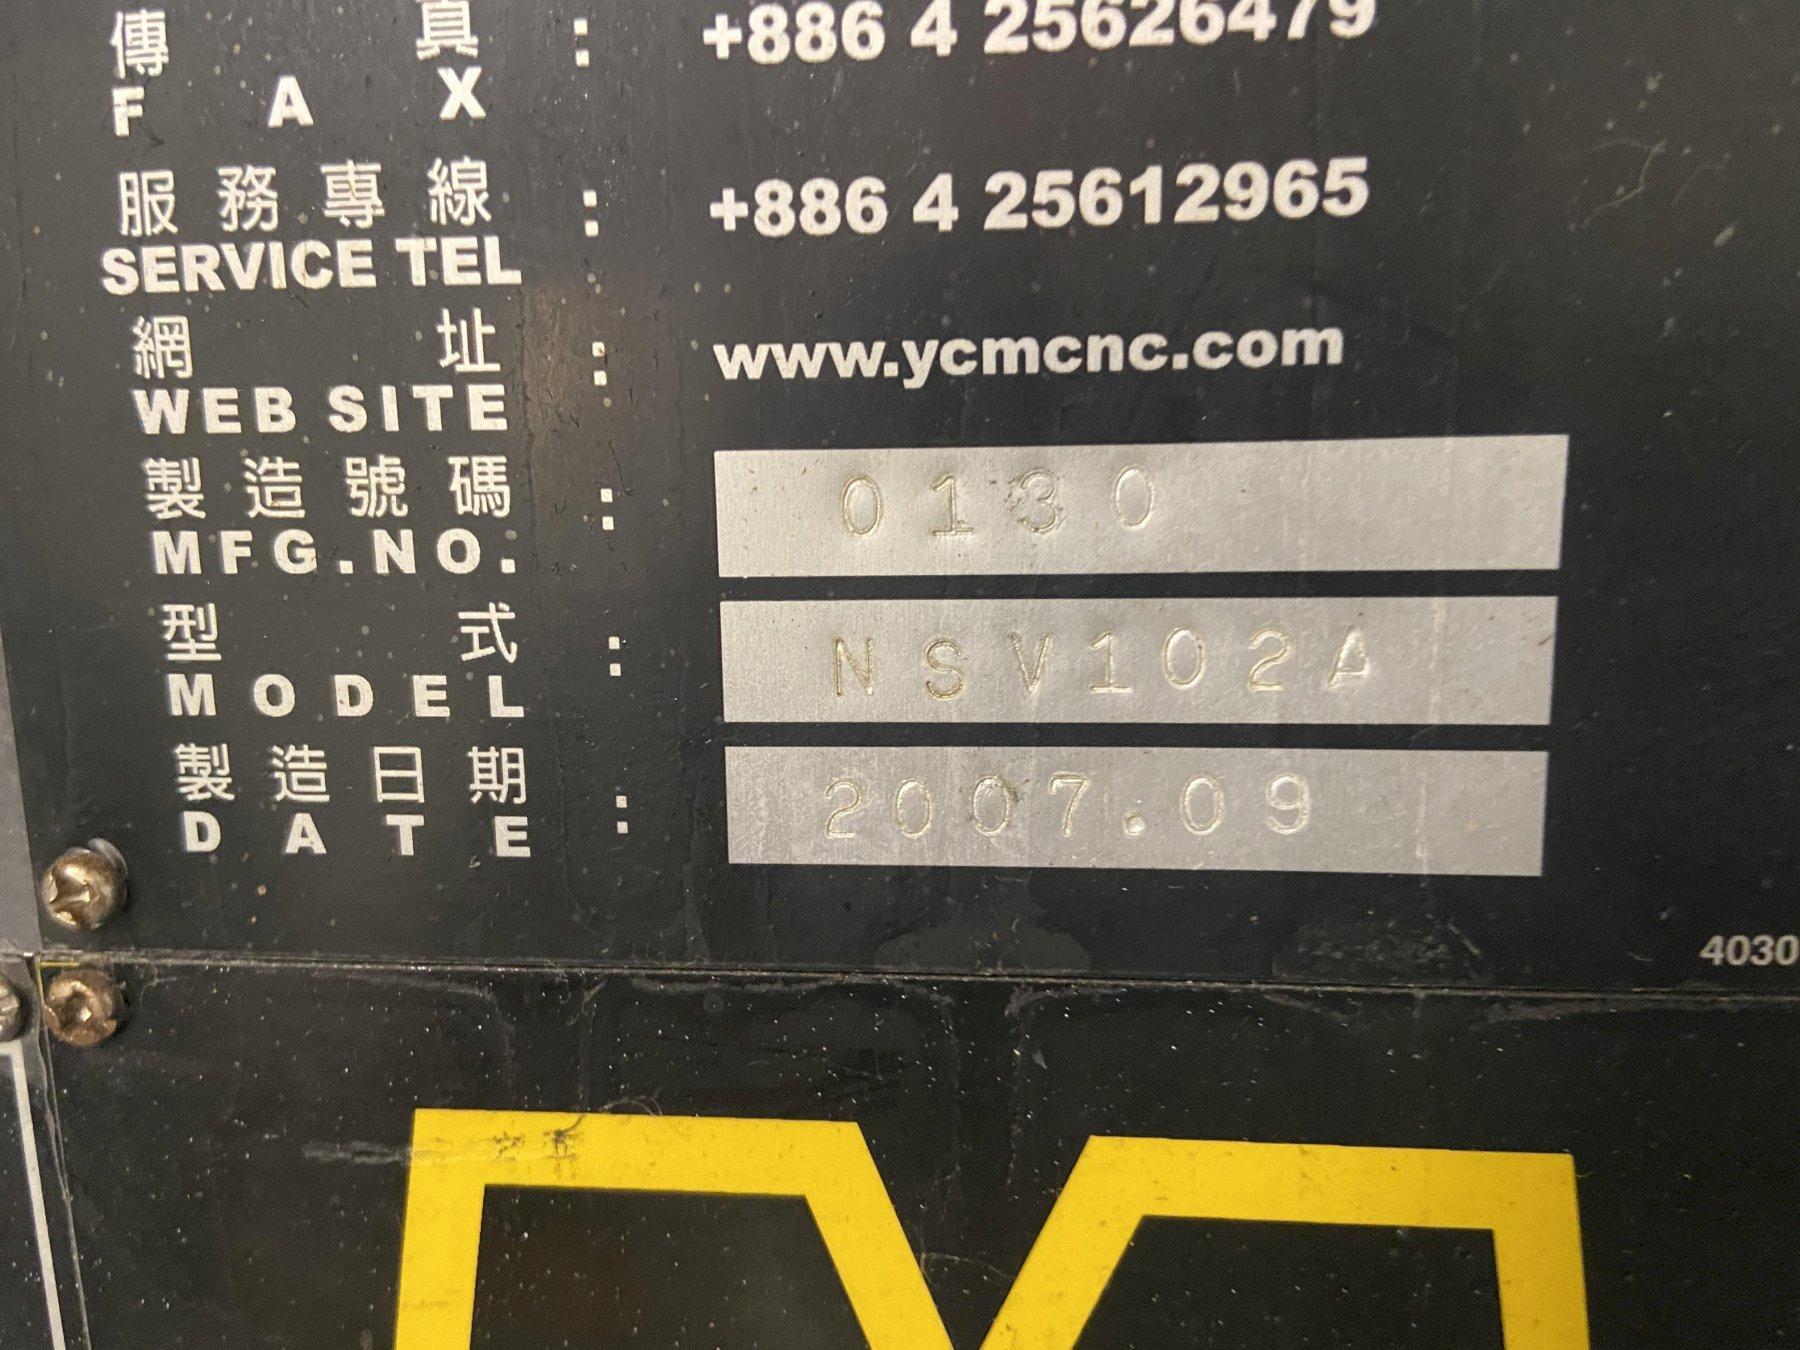 傳真 : +886 4 25626479
FAX
服務專線 : +886 4 25612965
SERVICE TEL
網址 : www.ycmcnc.com
WEB SITE
製造號碼 : 0130
MFG.NO.
型式 : NSV102A
MODEL
製造日期 : 2007.09
DATE
4030